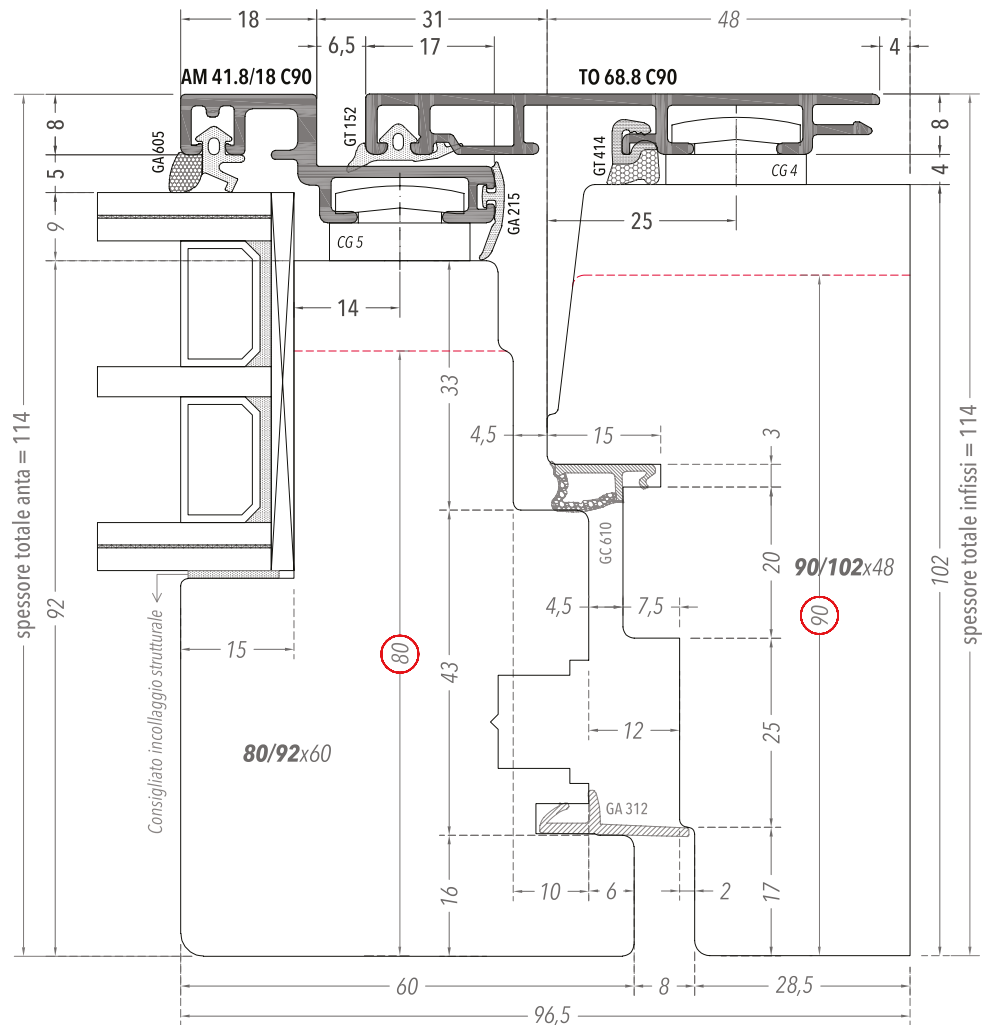 18
31
48
6,5
17
4
AM 41.8/18 C90
TO 68.8 C90
8
5
9
GA 605
GT 152
GT 414
8
4
CG 4
GA 215
CG 5
25
14
33
4,5
15
3
GC 610
20
90/102x48
102
spessore totale anta = 114
spessore totale infissi = 114
92
Consigliato incollaggio strutturale
15
80
90
43
4,5
7,5
12
25
80/92x60
GA 312
16
10
6
2
17
60
8
28,5
96,5